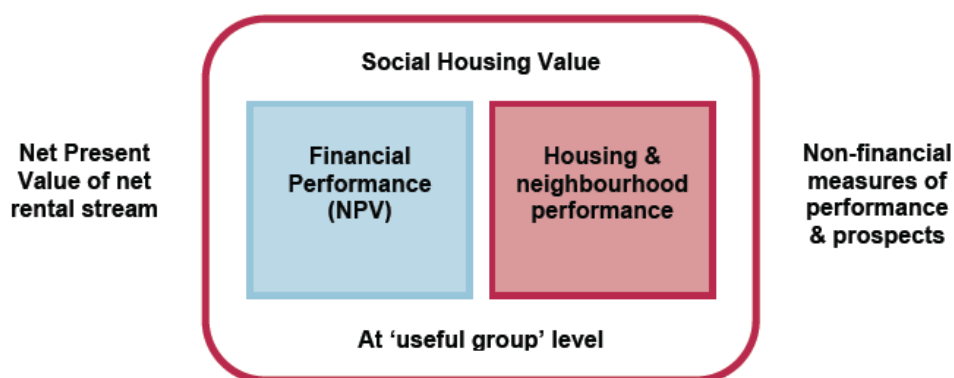 Social Housing Value
Net Present
Value of net
rental stream
Financial
Performance
(NPV)
Housing &
neighbourhood
performance
Non-financial
measures of
performance
& prospects
At ‘useful group’ level